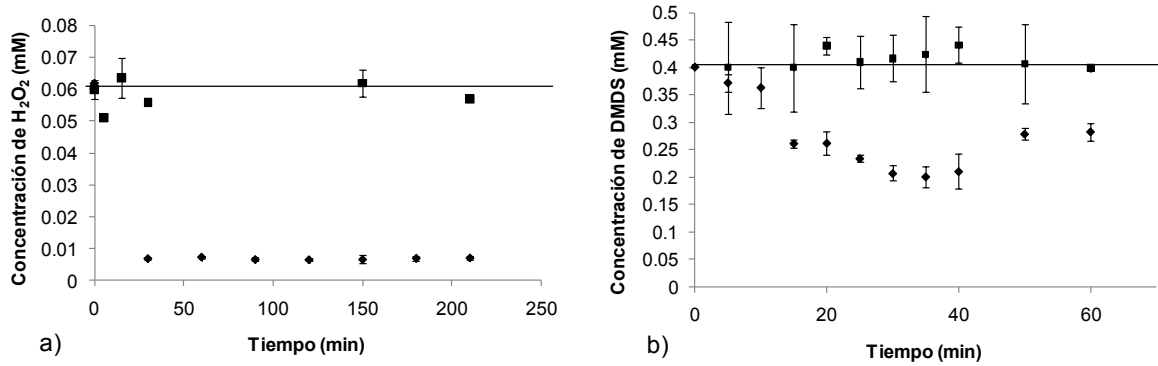 Concentración de H₂O₂ (mM)
0.08
0.07
0.06
0.05
0.04
0.03
0.02
0.01
0
0 50 100 150 200 250
Tiempo (min)
a)
Concentración de DMDS (mM)
0.5
0.45
0.4
0.35
0.3
0.25
0.2
0.15
0.1
0.05
0
0 20 40 60
Tiempo (min)
b)